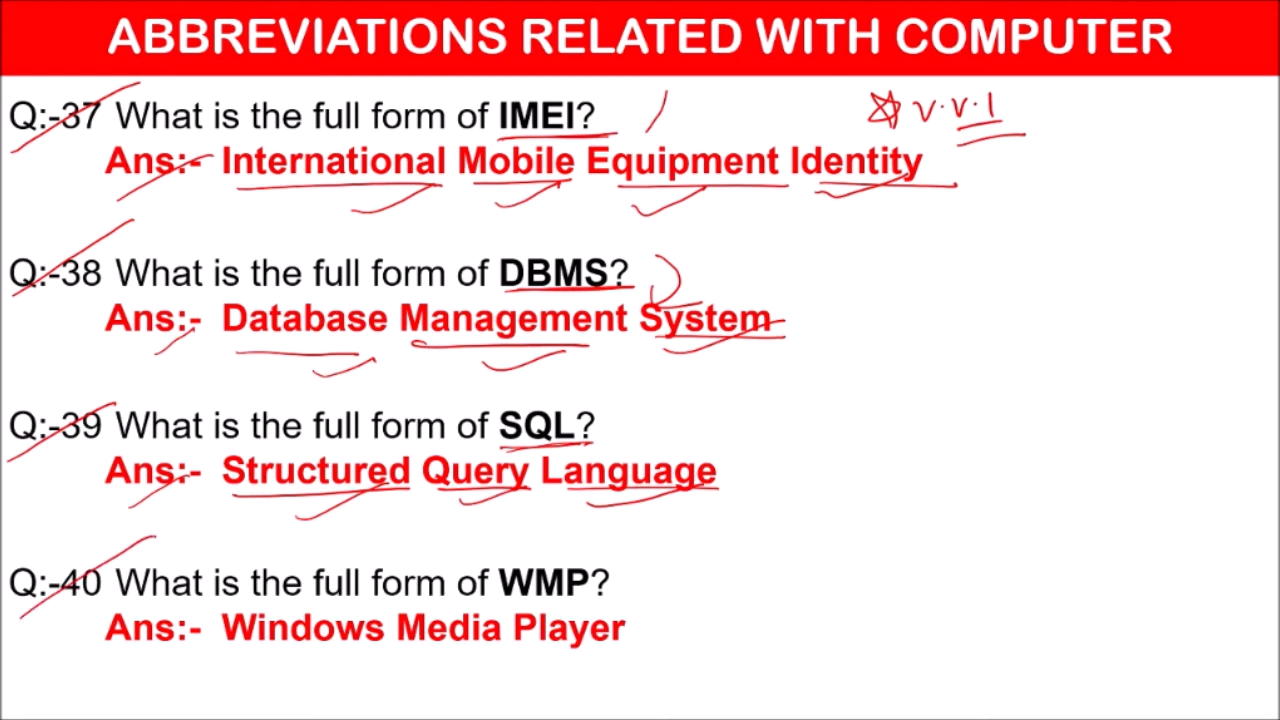 ABBREVIATIONS RELATED WITH COMPUTER
Q:-37 What is the full form of IMEI? V.V.I
Ans:- International Mobile Equipment Identity
Q:-38 What is the full form of DBMS?
Ans:- Database Management System
Q:-39 What is the full form of SQL?
Ans:- Structured Query Language
Q:-40 What is the full form of WMP?
Ans:- Windows Media Player